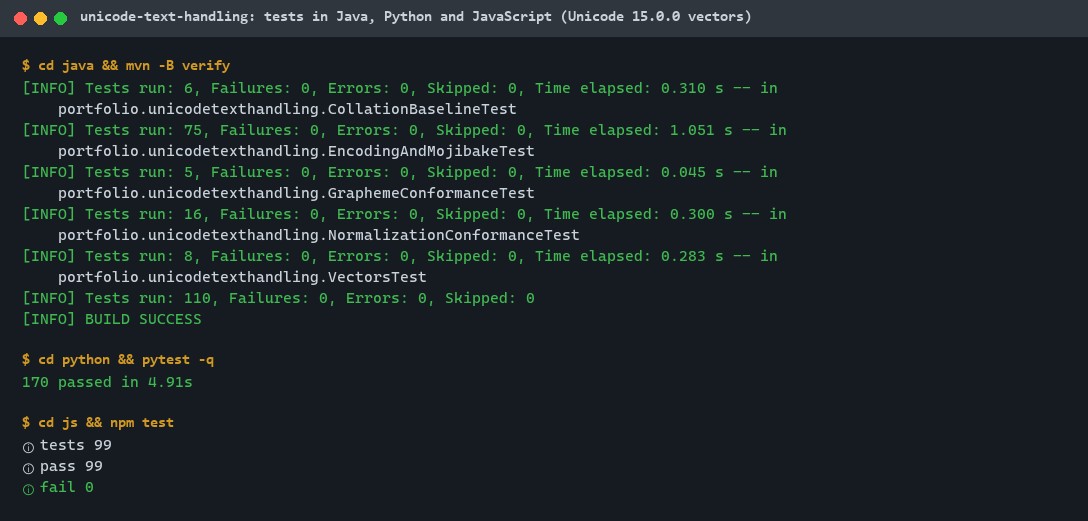 unicode-text-handling: tests in Java, Python and JavaScript (Unicode 15.0.0 vectors)
$ cd java && mvn -B verify
[INFO] Tests run: 6, Failures: 0, Errors: 0, Skipped: 0, Time elapsed: 0.310 s -- in
    portfolio.unicodetexthandling.CollationBaselineTest
[INFO] Tests run: 75, Failures: 0, Errors: 0, Skipped: 0, Time elapsed: 1.051 s -- in
    portfolio.unicodetexthandling.EncodingAndMojibakeTest
[INFO] Tests run: 5, Failures: 0, Errors: 0, Skipped: 0, Time elapsed: 0.045 s -- in
    portfolio.unicodetexthandling.GraphemeConformanceTest
[INFO] Tests run: 16, Failures: 0, Errors: 0, Skipped: 0, Time elapsed: 0.300 s -- in
    portfolio.unicodetexthandling.NormalizationConformanceTest
[INFO] Tests run: 8, Failures: 0, Errors: 0, Skipped: 0, Time elapsed: 0.283 s -- in
    portfolio.unicodetexthandling.VectorsTest
[INFO] Tests run: 110, Failures: 0, Errors: 0, Skipped: 0
[INFO] BUILD SUCCESS
$ cd python && pytest -q
170 passed in 4.91s
$ cd js && npm test
ⓘ tests 99
ⓘ pass 99
ⓘ fail 0